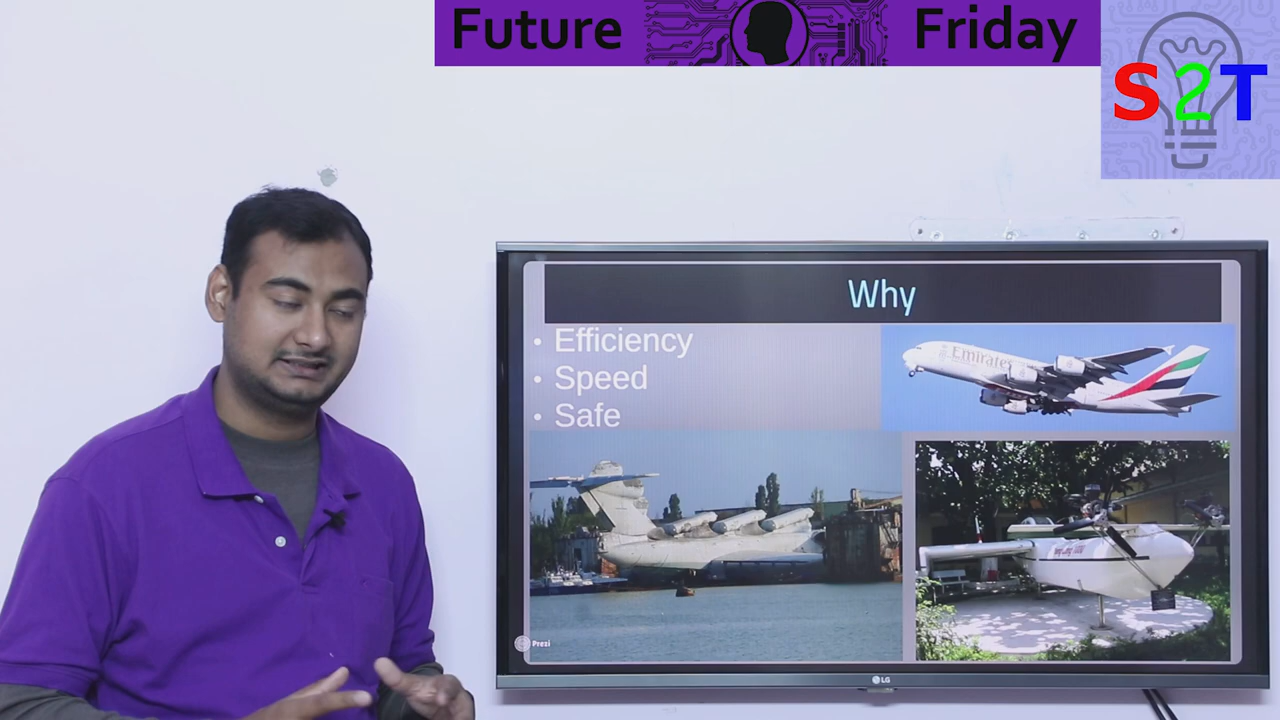 Future Friday
S2T
Why
• Efficiency
• Speed
• Safe
Emirates
Prezi
LG